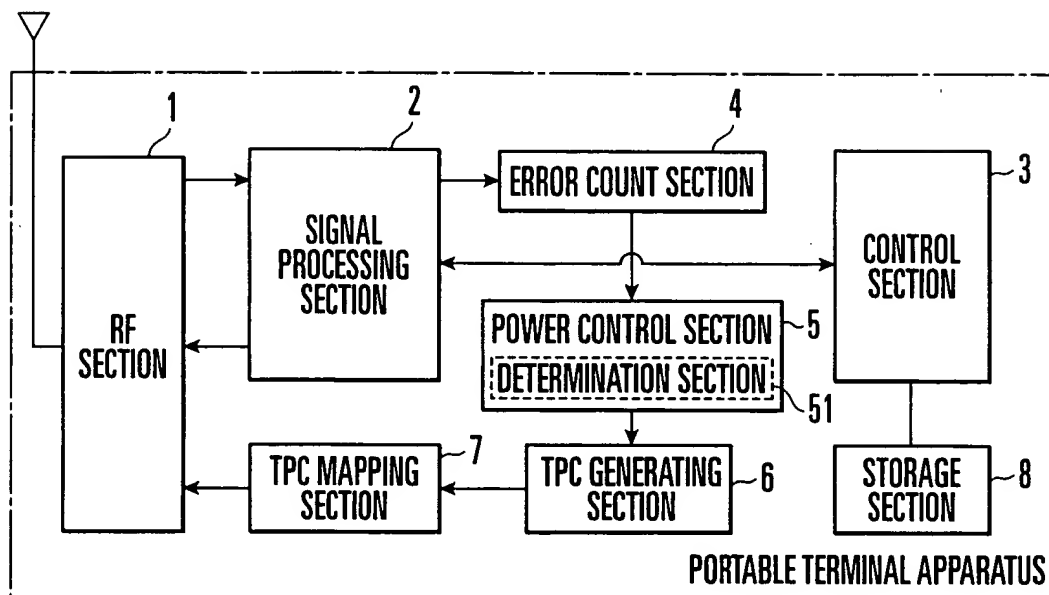 1
2
4
3
ERROR COUNT SECTION
SIGNAL
PROCESSING
SECTION
CONTROL
SECTION
RF
SECTION
POWER CONTROL SECTION
5
DETERMINATION SECTION
51
7
TPC MAPPING
SECTION
TPC GENERATING
SECTION
6
STORAGE
SECTION
8
PORTABLE TERMINAL APPARATUS